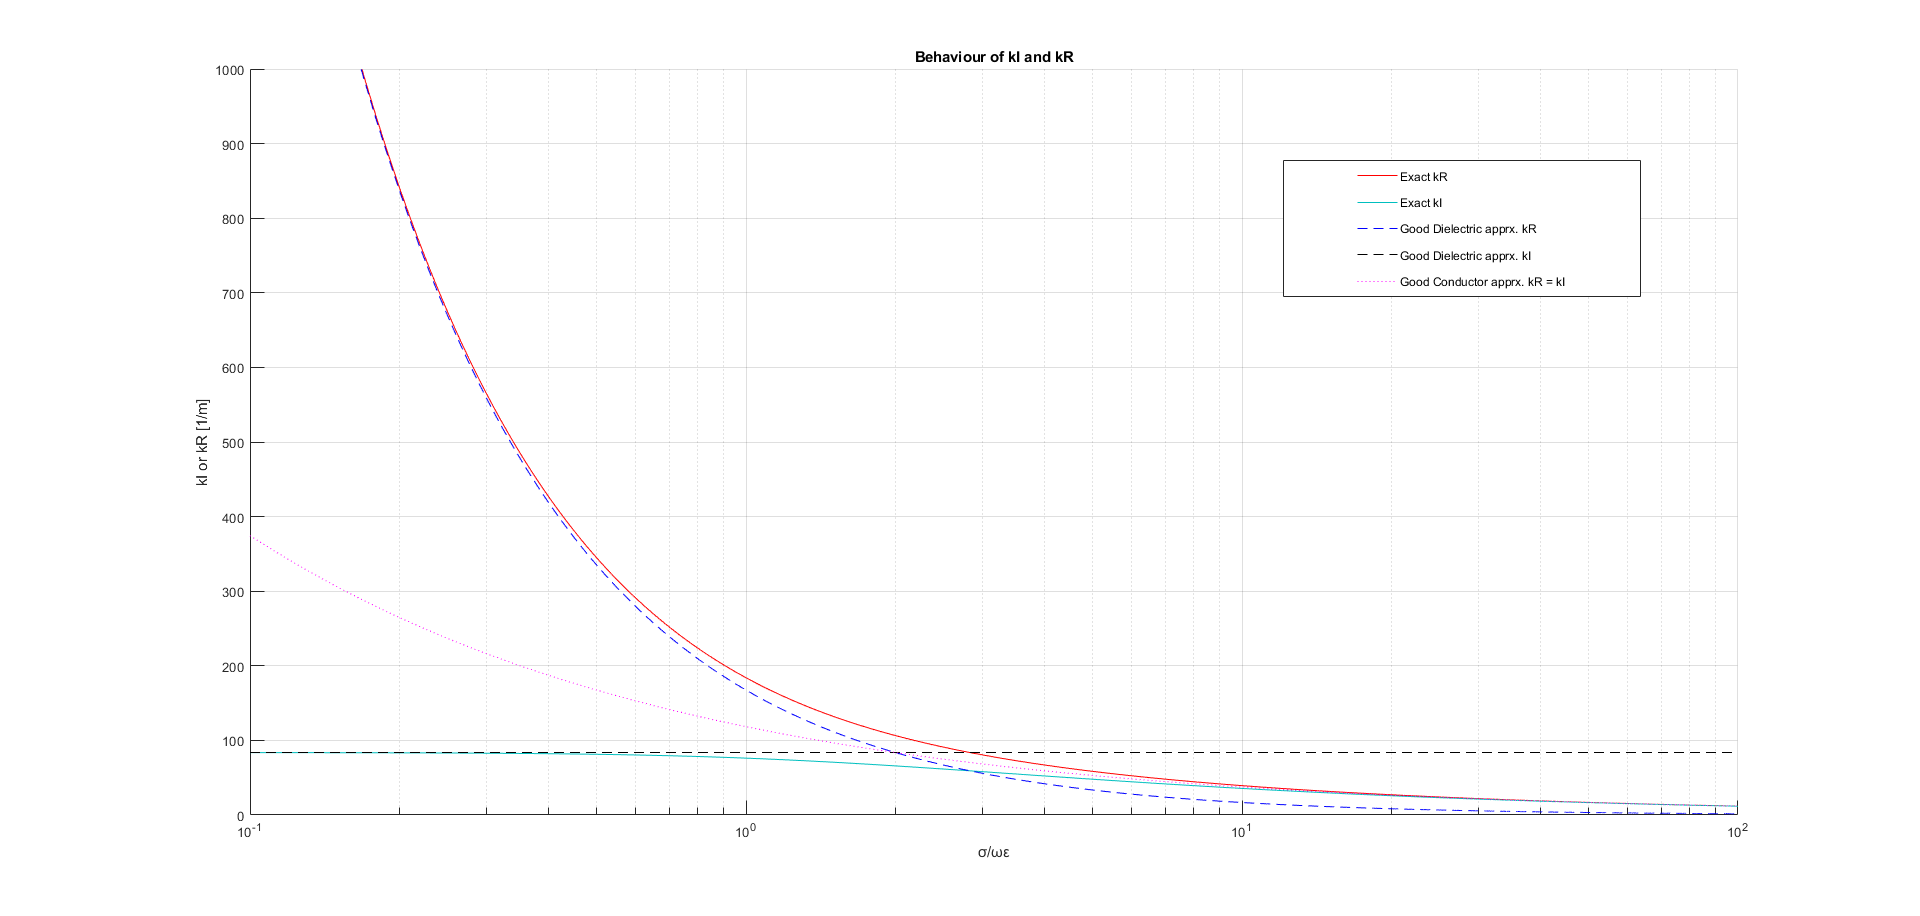 Behaviour of kI and kR
1000
900
800
700
600
500
400
300
200
100
0
kI or kR [1/m]
Exact kR
Exact kI
Good Dielectric apprx. kR
Good Dielectric apprx. kI
Good Conductor apprx. kR = kI
10^-1
10^0
10^1
10^2
σ/ωε